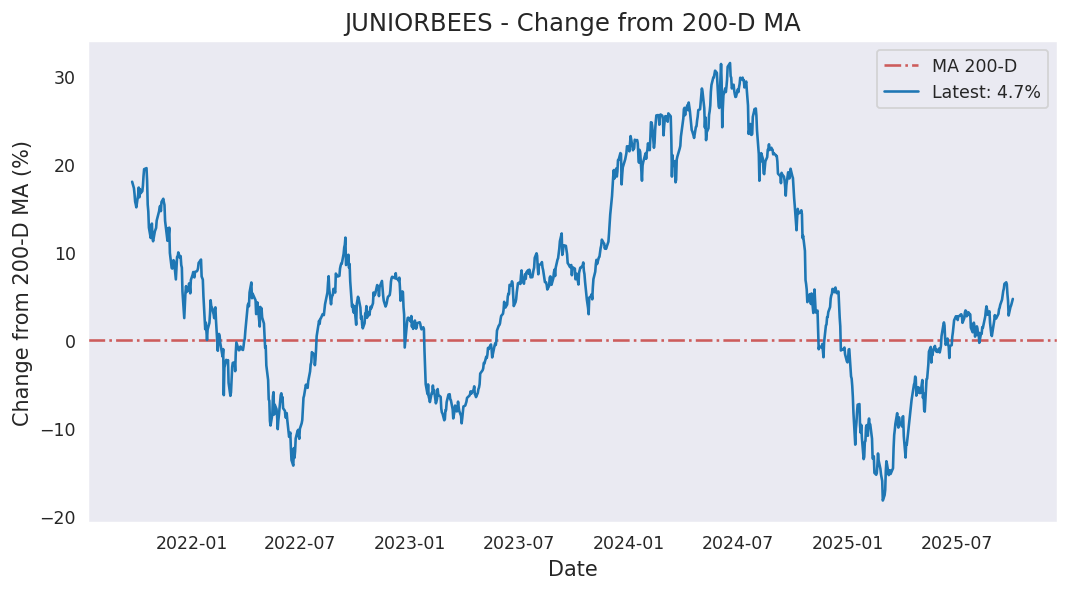 JUNIORBEES - Change from 200-D MA
MA 200-D
Latest: 4.7%
Change from 200-D MA (%)
30
20
10
0
−10
−20
2022-01 2022-07 2023-01 2023-07 2024-01 2024-07 2025-01 2025-07
Date